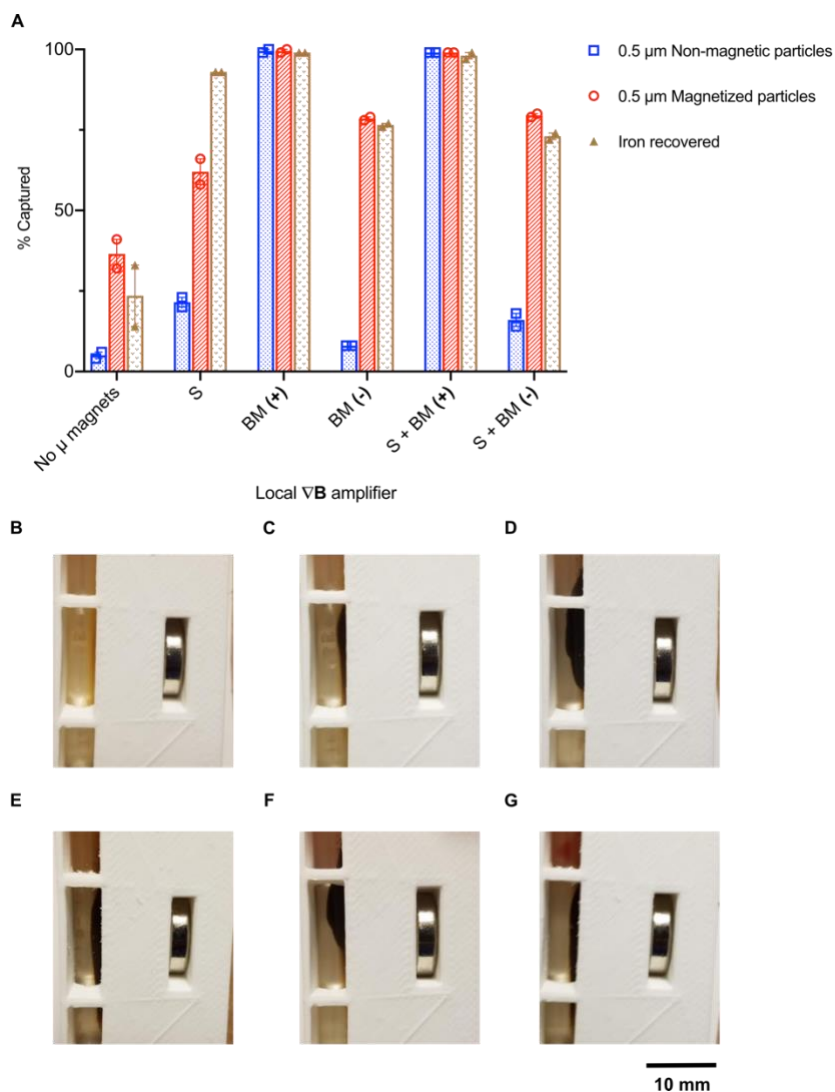 A
100
50
0
% Captured
No µ magnets
S
BM (+)
BM (-)
S + BM (+)
S + BM (-)
Local ∇B amplifier
0.5 µm Non-magnetic particles
0.5 µm Magnetized particles
Iron recovered
B
C
D
E
F
G
10 mm